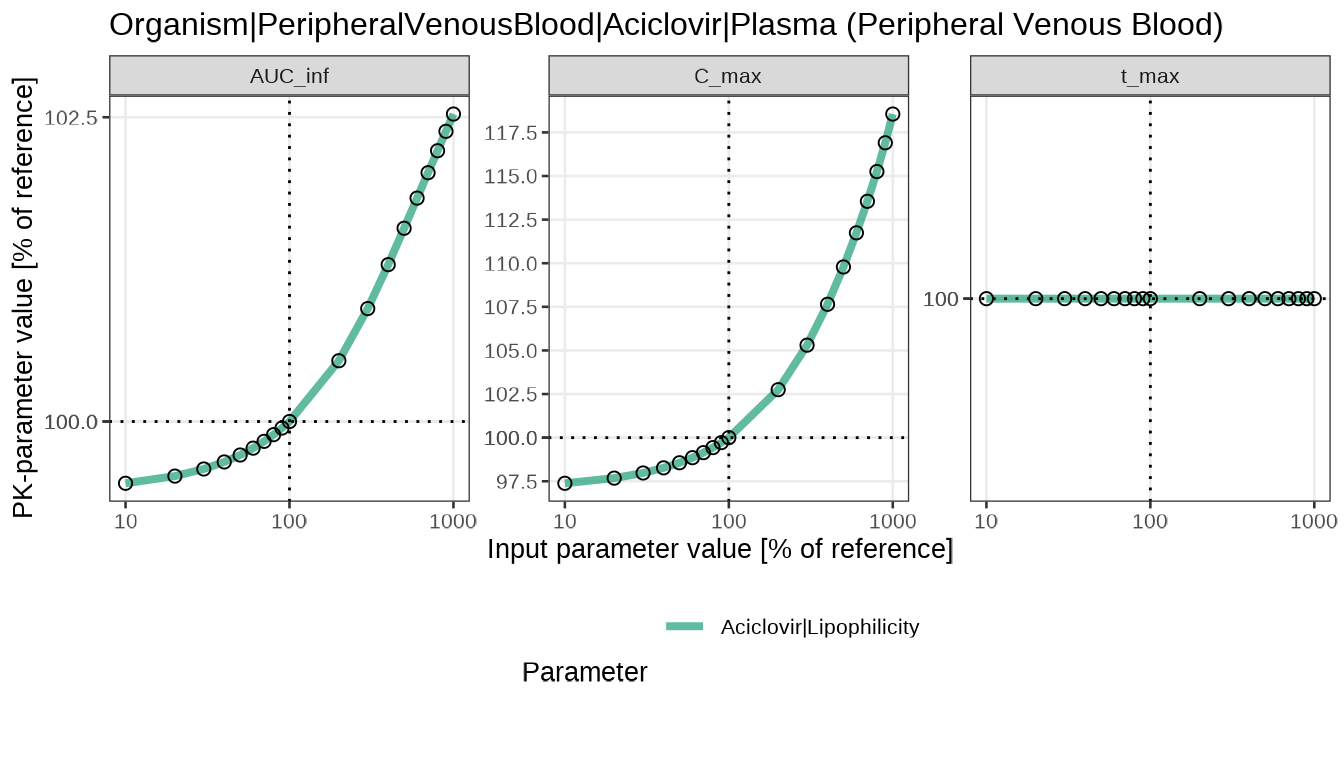 Organism|PeripheralVenousBlood|Aciclovir|Plasma (Peripheral Venous Blood)
AUC_inf
C_max
t_max
PK-parameter value [% of reference]
102.5
100.0
117.5
115.0
112.5
110.0
107.5
105.0
102.5
100.0
97.5
100
10 100 1000
10 100 1000
10 100 1000
Input parameter value [% of reference]
Aciclovir|Lipophilicity
Parameter